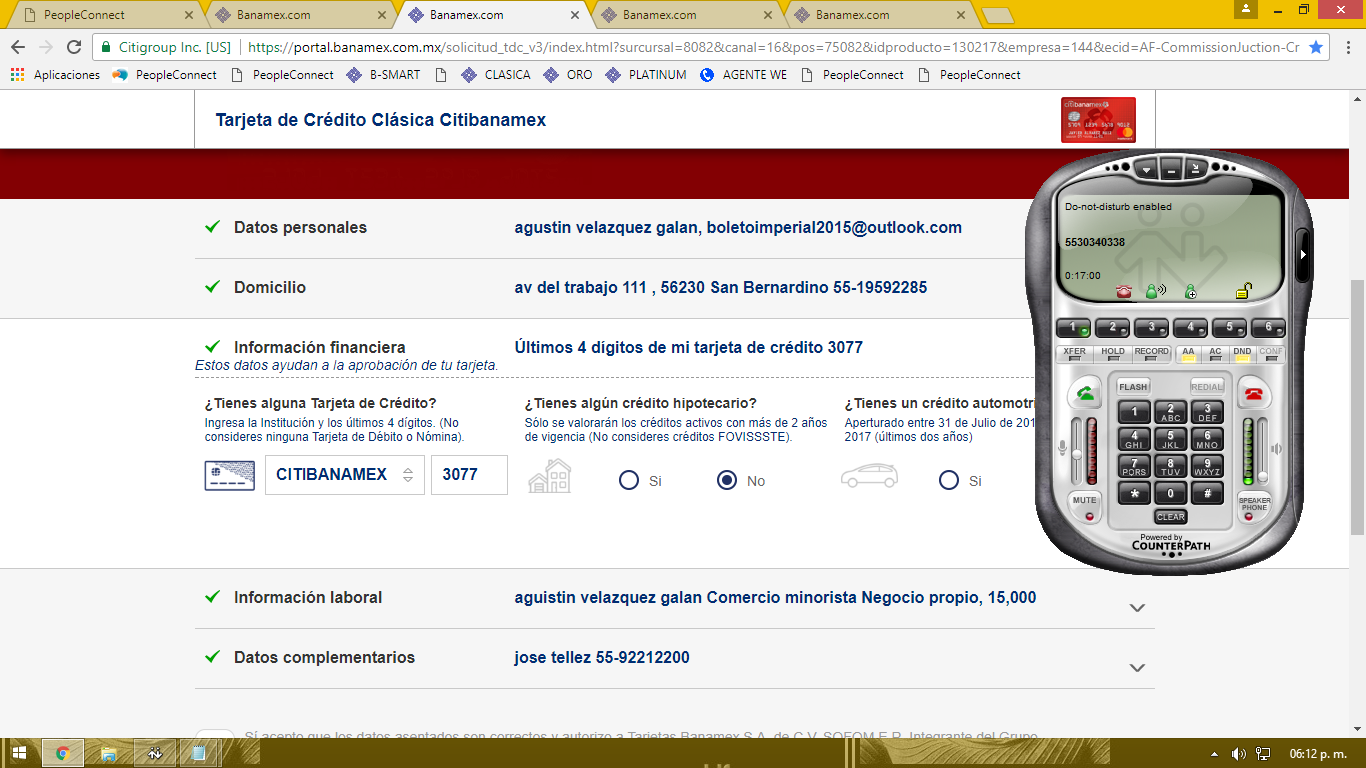 PeopleConnect
Banamex.com
Banamex.com
Banamex.com
Banamex.com
Citigroup Inc. [US]
https://portal.banamex.com.mx/solicitud_tdc_v3/index.html?surcursal=8082&canal=16&pos=75082&idproducto=130217&empresa=144&ecid=AF-CommissionJuction-Cr
Aplicaciones
PeopleConnect
PeopleConnect
B-SMART
CLASICA
ORO
PLATINUM
AGENTE WE
PeopleConnect
PeopleConnect
Tarjeta de Crédito Clásica Citibanamex
citibanamex
Datos personales
agustin velazquez galan, boletoimperial2015@outlook.com
Domicilio
av del trabajo 111 , 56230 San Bernardino 55-19592285
Información financiera
Últimos 4 dígitos de mi tarjeta de crédito 3077
Estos datos ayudan a la aprobación de tu tarjeta.
¿Tienes alguna Tarjeta de Crédito?
Ingresa la Institución y los últimos 4 dígitos. (No
consideres ninguna Tarjeta de Débito o Nómina).
CITIBANAMEX
3077
¿Tienes algún crédito hipotecario?
Sólo se valorarán los créditos activos con más de 2 años
de vigencia (No consideres créditos FOVISSSTE).
Si
No
¿Tienes un crédito automotri
Aperturado entre 31 de Julio de 201
2017 (últimos dos años)
Si
Información laboral
aguistin velazquez galan Comercio minorista Negocio propio, 15,000
Datos complementarios
jose tellez 55-92212200
Sí acepto que los datos asentados son correctos y autorizo a Tarjetas Banamex S.A. de C.V. SOFOM E.R. Integrante del Grupo
Do-not-disturb enabled
5530340338
0:17:00
1
2
3
4
5
6
XFER
HOLD
RECORD
AA
AC
DND
CONF
FLASH
REDIAL
1
2 ABC
3 DEF
4 GHI
5 JKL
6 MNO
7 PQRS
8 TUV
9 WXYZ
*
0
#
MUTE
SPEAKER
PHONE
CLEAR
Powered by
COUNTERPATH
06:12 p. m.